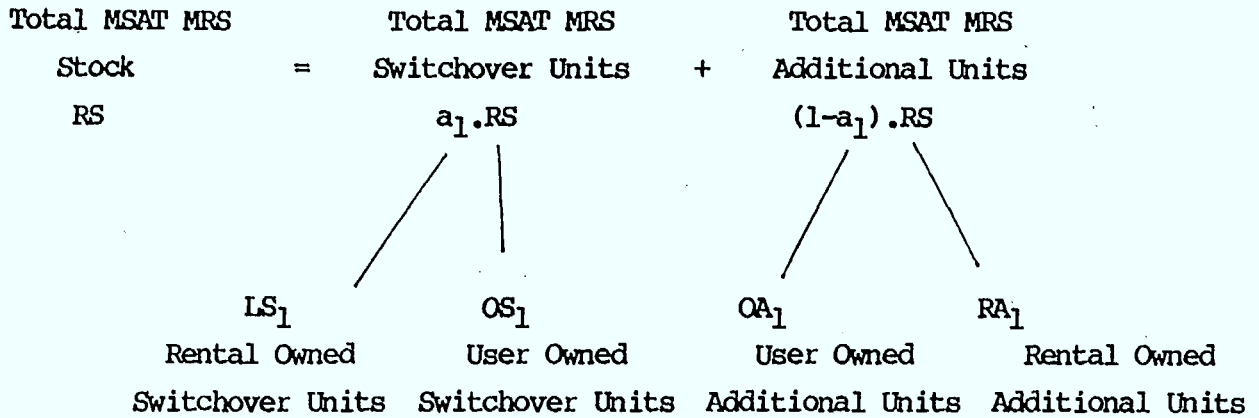 Total MSAT MRS Total MSAT MRS Total MSAT MRS
Stock = Switchover Units + Additional Units
RS a1.RS (1-a1).RS
LS1 OS1 OA1 RA1
Rental Owned User Owned User Owned Rental Owned
Switchover Units Switchover Units Additional Units Additional Units